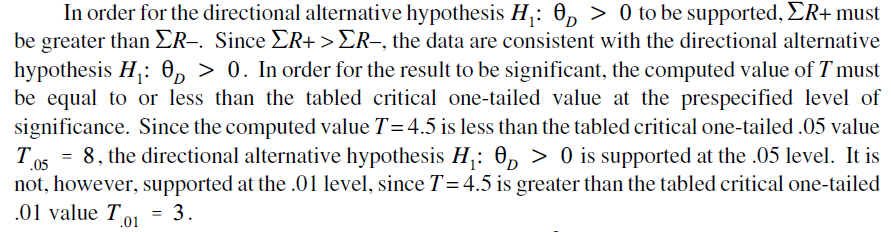 In order for the directional alternative hypothesis H₁: θ_D > 0 to be supported, ΣR+ must
be greater than ΣR–. Since ΣR+ > ΣR–, the data are consistent with the directional alternative
hypothesis H₁: θ_D > 0. In order for the result to be significant, the computed value of T must
be equal to or less than the tabled critical one-tailed value at the prespecified level of
significance. Since the computed value T = 4.5 is less than the tabled critical one-tailed .05 value
T.₀₅ = 8, the directional alternative hypothesis H₁: θ_D > 0 is supported at the .05 level. It is
not, however, supported at the .01 level, since T = 4.5 is greater than the tabled critical one-tailed
.01 value T.₀₁ = 3.